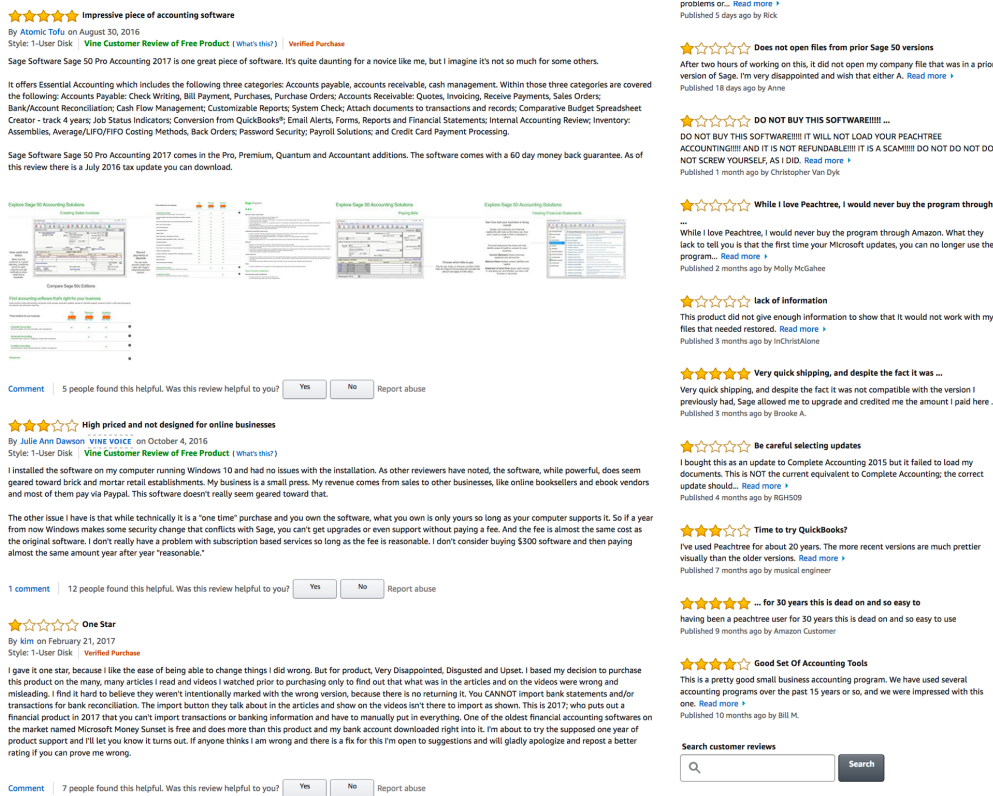 Impressive piece of accounting software
By Atomic Tofu on August 30, 2016
Style: 1-User Disk Vine Customer Review of Free Product ( What's this? ) Verified Purchase
Sage Software Sage 50 Pro Accounting 2017 is one great piece of software. It's quite daunting for a novice like me, but I imagine it's not so much for some others.
It offers Essential Accounting which includes the following three categories: Accounts payable, accounts receivable, cash management. Within those three categories are covered
the following: Accounts Payable: Check Writing, Bill Payment, Purchases, Purchase Orders; Accounts Receivable: Quotes, Invoicing, Receive Payments, Sales Orders;
Bank/Account Reconciliation; Cash Flow Management; Customizable Reports; System Check; Attach documents to transactions and records; Comparative Budget Spreadsheet
Creator - track 4 years; Job Status Indicators; Conversion from QuickBooks®; Email Alerts, Forms, Reports and Financial Statements; Internal Accounting Review; Inventory:
Assemblies, Average/LIFO/FIFO Costing Methods, Back Orders; Password Security; Payroll Solutions; and Credit Card Payment Processing.
Sage Software Sage 50 Pro Accounting 2017 comes in the Pro, Premium, Quantum and Accountant additions. The software comes with a 60 day money back guarantee. As of
this review there is a July 2016 tax update you can download.
Explore Sage 50 Accounting Solutions
Creating Sales Invoices
Explore Sage 50 Accounting Solutions
Paying Bills
Explore Sage 50 Accounting Solutions
Viewing Financial Statements
Compare Sage 50c Editions
Find accounting software that's right for your business
Comment 5 people found this helpful. Was this review helpful to you? Yes No Report abuse
High priced and not designed for online businesses
By Julie Ann Dawson VINE VOICE on October 4, 2016
Style: 1-User Disk Vine Customer Review of Free Product ( What's this? )
I installed the software on my computer running Windows 10 and had no issues with the installation. As other reviewers have noted, the software, while powerful, does seem
geared toward brick and mortar retail establishments. My business is a small press. My revenue comes from sales to other businesses, like online booksellers and ebook vendors
and most of them pay via Paypal. This software doesn't really seem geared toward that.
The other issue I have is that while technically it is a "one time" purchase and you own the software, what you own is only yours so long as your computer supports it. So if a year
from now Windows makes some security change that conflicts with Sage, you can't get upgrades or even support without paying a fee. And the fee is almost the same cost as
the original software. I don't really have a problem with subscription based services so long as the fee is reasonable. I don't consider buying $300 software and then paying
almost the same amount year after year "reasonable."
1 comment 12 people found this helpful. Was this review helpful to you? Yes No Report abuse
One Star
By kim on February 21, 2017
Style: 1-User Disk Verified Purchase
I gave it one star, because I like the ease of being able to change things I did wrong. But for product, Very Disappointed, Disgusted and Upset. I based my decision to purchase
this product on the many, many articles I read and videos I watched prior to purchasing only to find out that what was in the articles and on the videos were wrong and
misleading. I find it hard to believe they weren't intentionally marked with the wrong version, because there is no returning it. You CANNOT import bank statements and/or
transactions for bank reconciliation. The import button they talk about in the articles and show on the videos isn't there to import as shown. This is 2017; who puts out a
financial product in 2017 that you can't import transactions or banking information and have to manually put in everything. One of the oldest financial accounting softwares on
the market named Microsoft Money Sunset is free and does more than this product and my bank account downloaded right into it. I'm about to try the supposed one year of
product support and I'll let you know it turns out. If anyone thinks I am wrong and there is a fix for this I'm open to suggestions and will gladly apologize and repost a better
rating if you can prove me wrong.
Comment 7 people found this helpful. Was this review helpful to you? Yes No Report abuse
problems or... Read more
Published 5 days ago by Rick
Does not open files from prior Sage 50 versions
After two hours of working on this, it did not open my company file that was in a prior
version of Sage. I'm very disappointed and wish that either A. Read more
Published 18 days ago by Anne
DO NOT BUY THIS SOFTWARE!!!!! ...
DO NOT BUY THIS SOFTWARE!!!!! IT WILL NOT LOAD YOUR PEACHTREE
ACCOUNTING!!!!! AND IT IS NOT REFUNDABLE!!!! IT IS A SCAM!!!!! DO NOT DO NOT DO
NOT SCREW YOURSELF, AS I DID. Read more
Published 1 month ago by Christopher Van Dyk
While I love Peachtree, I would never buy the program through
...
While I love Peachtree, I would never buy the program through Amazon. What they
lack to tell you is that the first time your Microsoft updates, you can no longer use the
program... Read more
Published 2 months ago by Molly McGahee
lack of information
This product did not give enough information to show that It would not work with my
files that needed restored. Read more
Published 3 months ago by InChristAlone
Very quick shipping, and despite the fact it was ...
Very quick shipping, and despite the fact it was not compatible with the version I
previously had, Sage allowed me to upgrade and credited me the amount I paid here .
Published 3 months ago by Brooke A.
Be careful selecting updates
I bought this as an update to Complete Accounting 2015 but it failed to load my
documents. This is NOT the current equivalent to Complete Accounting; the correct
update should... Read more
Published 4 months ago by RGH509
Time to try QuickBooks?
I've used Peachtree for about 20 years. The more recent versions are much prettier
visually than the older versions. Read more
Published 7 months ago by musical engineer
... for 30 years this is dead on and so easy to
having been a peachtree user for 30 years this is dead on and so easy to use
Published 9 months ago by Amazon Customer
Good Set Of Accounting Tools
This is a pretty good small business accounting program. We have used several
accounting programs over the past 15 years or so, and we were impressed with this
one. Read more
Published 10 months ago by Bill M.
Search customer reviews
Search